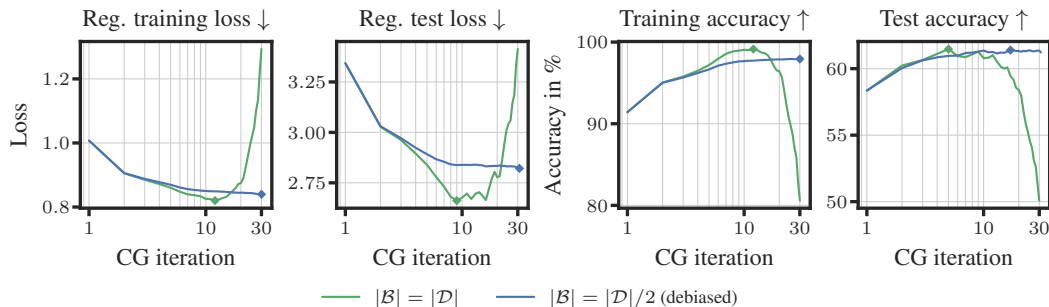 Reg. training loss ↓
Reg. test loss ↓
Training accuracy ↑
Test accuracy ↑
Loss
1.2
1.0
0.8
1
10
30
CG iteration
3.25
3.00
2.75
1
10
30
CG iteration
Accuracy in %
100
90
80
1
10
30
CG iteration
60
55
50
1
10
30
CG iteration
|ℬ| = |𝒟|
|ℬ| = |𝒟|/2 (debiased)